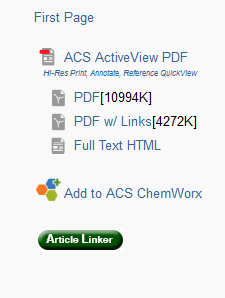 First Page
ACS ActiveView PDF
Hi-Res Print, Annotate, Reference QuickView
PDF[10994K]
PDF w/ Links[4272K]
Full Text HTML
Add to ACS ChemWorx
Article Linker